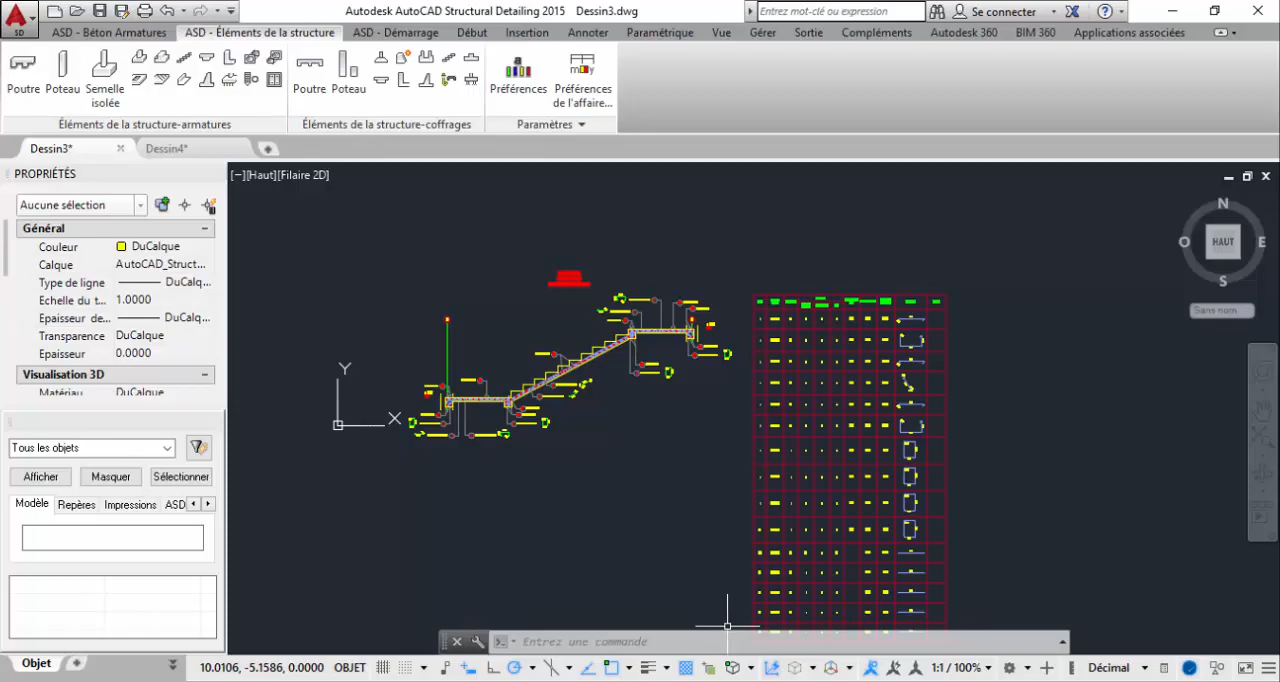 Autodesk AutoCAD Structural Detailing 2015 Dessin3.dwg
Entrez mot-clé ou expression
Se connecter
SD
ASD - Béton Armatures ASD - Éléments de la structure ASD - Démarrage Début Insertion Annoter Paramétrique Vue Gérer Sortie Compléments Autodesk 360 BIM 360 Applications associées
Poutre Poteau Semelle isolée
Poutre Poteau
Préférences Préférences de l'affaire...
Éléments de la structure-armatures Éléments de la structure-coffrages Paramètres
Dessin3* Dessin4*
PROPRIÉTÉS
[−][Haut][Filaire 2D]
Aucune sélection
Général
Couleur DuCalque
Calque AutoCAD_Struct...
Type de ligne DuCalq...
Echelle du t... 1.0000
Epaisseur de... DuCalq...
Transparence DuCalque
Epaisseur 0.0000
Visualisation 3D
Matériau DuCalque
N
O HAUT E
S
Sans nom
Y
X
Tous les objets
Afficher Masquer Sélectionner
Modèle Repères Impressions ASD
Entrez une commande
Objet
10.0106, -5.1586, 0.0000 OBJET 1:1 / 100% Décimal